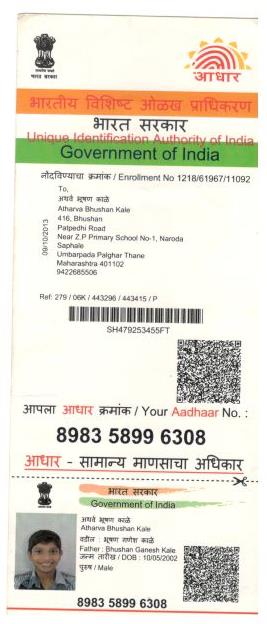 भारत सरकार
आधार
भारतीय विशिष्ट ओळख प्राधिकरण
भारत सरकार
Unique Identification Authority of India
Government of India
नोंदविण्याचा क्रमांक / Enrollment No 1218/61967/11092
09/10/2013
To,
अथर्व भूषण काळे
Atharva Bhushan Kale
416, Bhushan
Patpedhi Road
Near Z.P Primary School No-1, Naroda
Saphale
Umbarpada Palghar Thane
Maharashtra 401102
9422685506
Ref: 279 / 06K / 443296 / 443415 / P
SH479253455FT
आपला आधार क्रमांक / Your Aadhaar No. :
8983 5899 6308
आधार - सामान्य माणसाचा अधिकार
भारत सरकार
Government of India
अथर्व भूषण काळे
Atharva Bhushan Kale
वडील : भूषण गणेश काळे
Father : Bhushan Ganesh Kale
जन्म तारीख / DOB : 10/05/2002
पुरुष / Male
8983 5899 6308